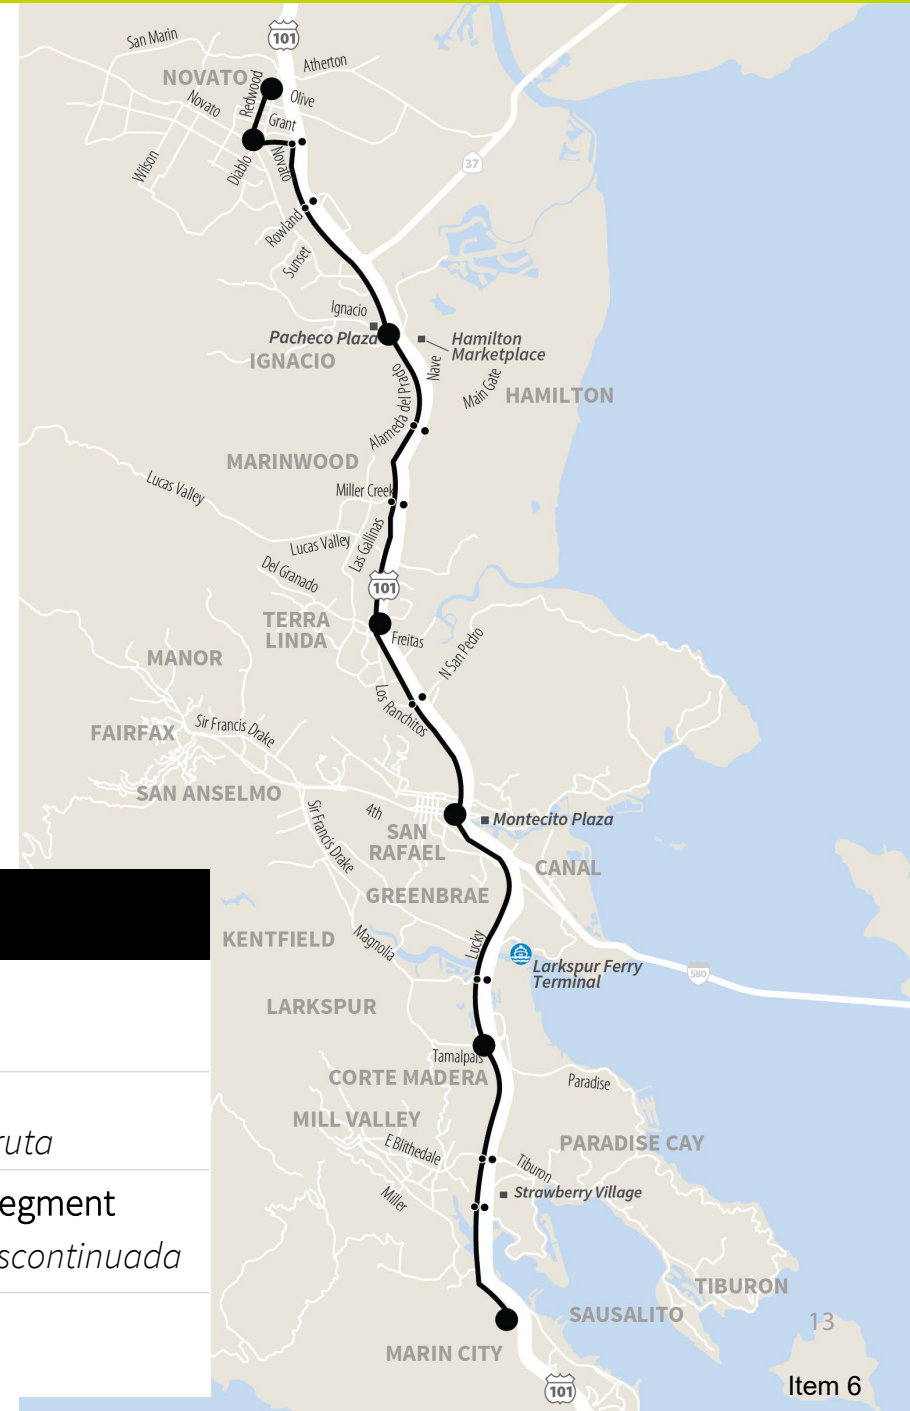 101
San Marin
Atherton
NOVATO
Redwood
Olive
Novato
Grant
Novato
Diablo
Wilson
37
Rowland
Sunset
Ignacio
Pacheco Plaza
IGNACIO
Hamilton
Marketplace
Nave
Main Gate
HAMILTON
Alameda del Prado
MARINWOOD
Lucas Valley
Miller Creek
Las Gallinas
Lucas Valley
Del Granado
101
TERRA
LINDA
Freitas
N San Pedro
MANOR
Los Ranchitos
FAIRFAX
Sir Francis Drake
SAN ANSELMO
4th
Sir Francis Drake
Montecito Plaza
SAN
RAFAEL
CANAL
GREENBRAE
KENTFIELD
Magnolia
Lucky
Larkspur Ferry
Terminal
580
LARKSPUR
Tamalpais
CORTE MADERA
Paradise
MILL VALLEY
E Blithedale
PARADISE CAY
Tiburon
Miller
Strawberry Village
ruta
egment
scontinuada
TIBURON
SAUSALITO
13
MARIN CITY
101
Item 6